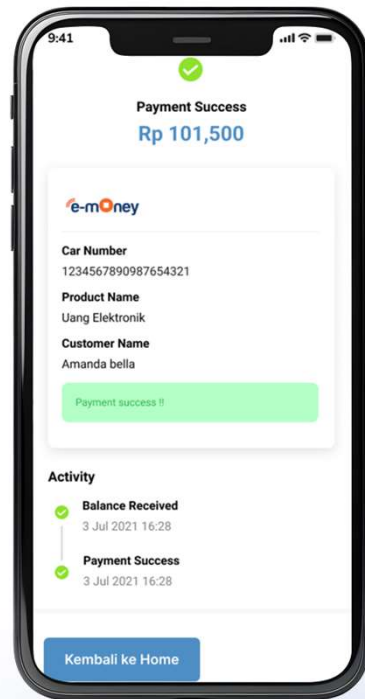 9:41
Payment Success
Rp 101,500
e-money
Car Number
1234567890987654321
Product Name
Uang Elektronik
Customer Name
Amanda bella
Payment success !!
Activity
Balance Received
3 Jul 2021 16:28
Payment Success
3 Jul 2021 16:28
Kembali ke Home